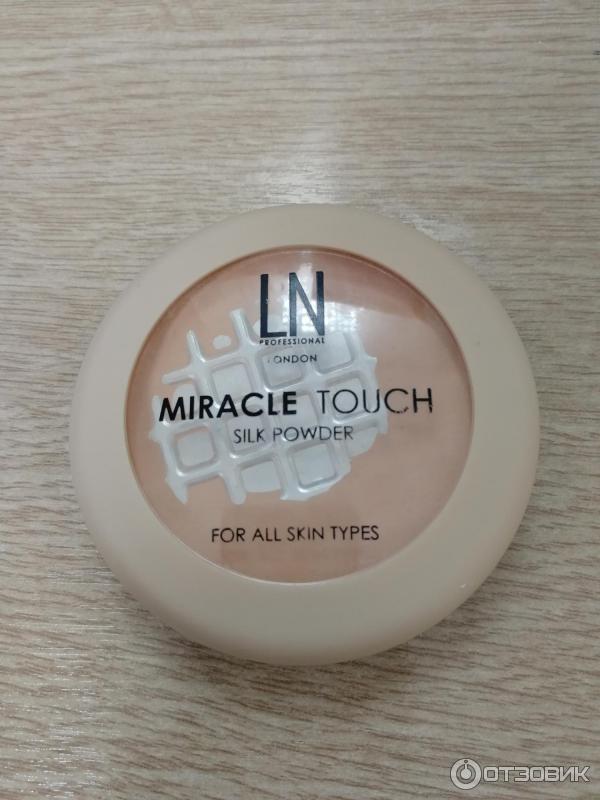 LN
PROFESSIONAL
LONDON
MIRACLE TOUCH
SILK POWDER
FOR ALL SKIN TYPES
ОТЗОВИК